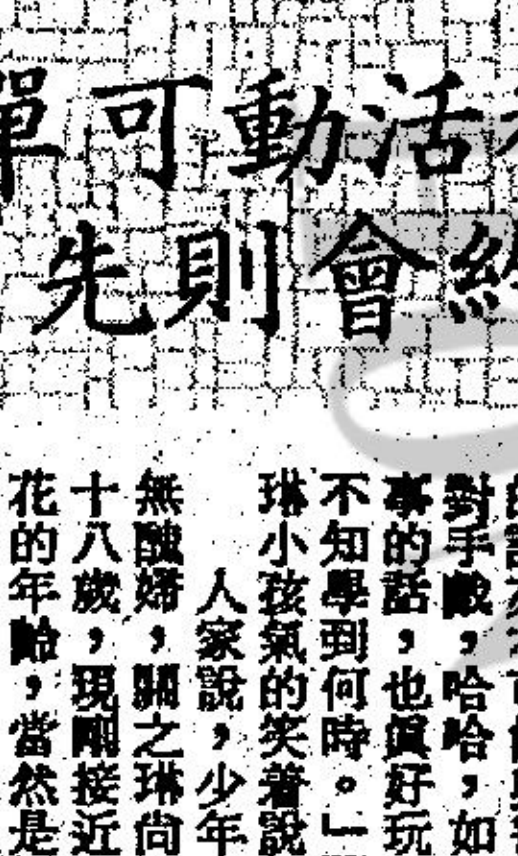 活動可單
約會則先
對手戲，哈哈，如
事的話，也眞好玩
不知學到何時。」
琳小孩氣的笑着說
人家說，少年
無醜婦，關之琳尚
十八歲，現剛接近
花的年齡，當然是